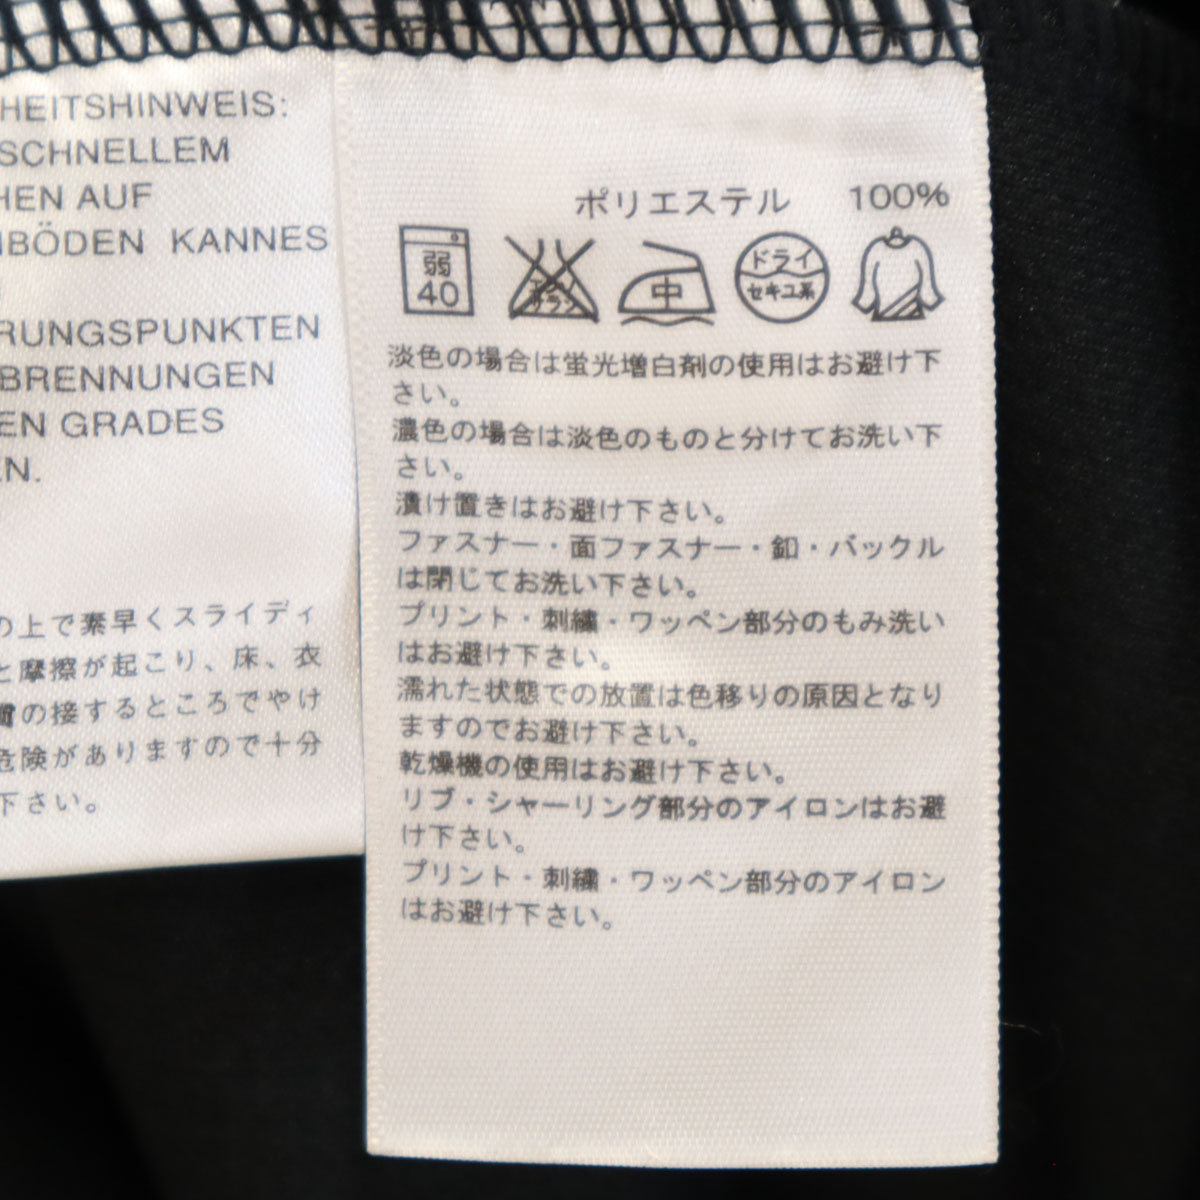 HEITSHINWEIS:
SCHNELLEM
HEN AUF
BÖDEN KANNES
RUNGSPUNKTEN
BRENNUNGEN
EN GRADES
EN.
の上で素早くスライディ
と摩擦が起こり、床、衣
の接するところでやけ
危険がありますので十分
下さい。
ポリエステル 100%
弱
40
中
ドライ
セキユ系
淡色の場合は蛍光増白剤の使用はお避け下
さい。
濃色の場合は淡色のものと分けてお洗い下
さい。
漬け置きはお避け下さい。
ファスナー・面ファスナー・釦・バックル
は閉じてお洗い下さい。
プリント・刺繍・ワッペン部分のもみ洗い
はお避け下さい。
濡れた状態での放置は色移りの原因となり
ますのでお避け下さい。
乾燥機の使用はお避け下さい。
リブ・シャーリング部分のアイロンはお避
け下さい。
プリント・刺繍・ワッペン部分のアイロン
はお避け下さい。